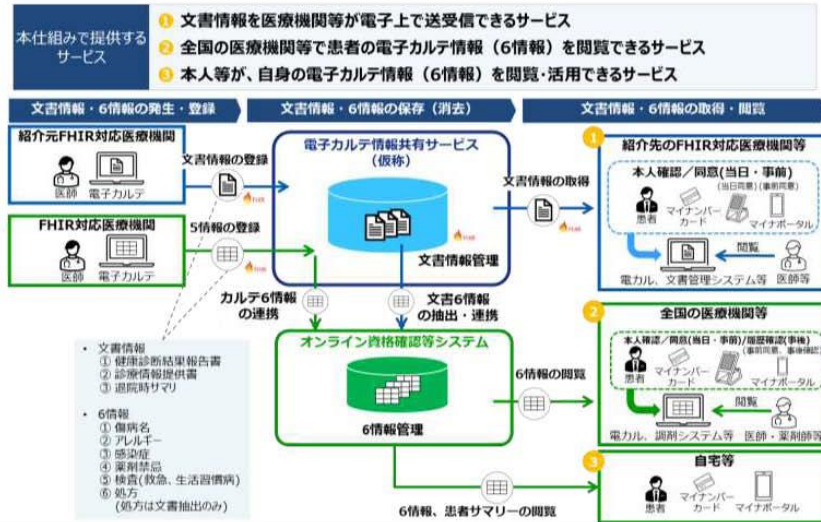 本仕組みで提供する
サービス
1 文書情報を医療機関等が電子上で送受信できるサービス
2 全国の医療機関等で患者の電子カルテ情報（6情報）を閲覧できるサービス
3 本人等が、自身の電子カルテ情報（6情報）を閲覧・活用できるサービス
文書情報・6情報の発生・登録
文書情報・6情報の保存（消去）
文書情報・6情報の取得・閲覧
紹介元FHIR対応医療機関
医師
電子カルテ
文書情報の登録
FHIR対応医療機関
医師
電子カルテ
5情報の登録
電子カルテ情報共有サービス
（仮称）
文書情報管理
カルテ6情報
の連携
文書6情報
の抽出・連携
オンライン資格確認等システム
6情報管理
文書情報の取得
6情報の閲覧
6情報、患者サマリーの閲覧
1
紹介先のFHIR対応医療機関等
本人確認／同意(当日・事前)
(当日同意)(事前同意)
患者
マイナンバー
カード
マイナポータル
閲覧
電カル、文書管理システム等
医師等
2
全国の医療機関等
本人確認／同意(当日・事前)/履歴確認(事後)
(事前同意、事後確認)
患者
マイナンバー
カード
マイナポータル
閲覧
電カル、調剤システム等
医師・薬剤師等
3
自宅等
患者
マイナンバー
カード
マイナポータル
• 文書情報
① 健康診断結果報告書
② 診療情報提供書
③ 退院時サマリ
• 6情報
① 傷病名
② アレルギー
③ 感染症
④ 薬剤禁忌
⑤ 検査(救急、生活習慣病)
⑥ 処方
(処方は文書抽出のみ)